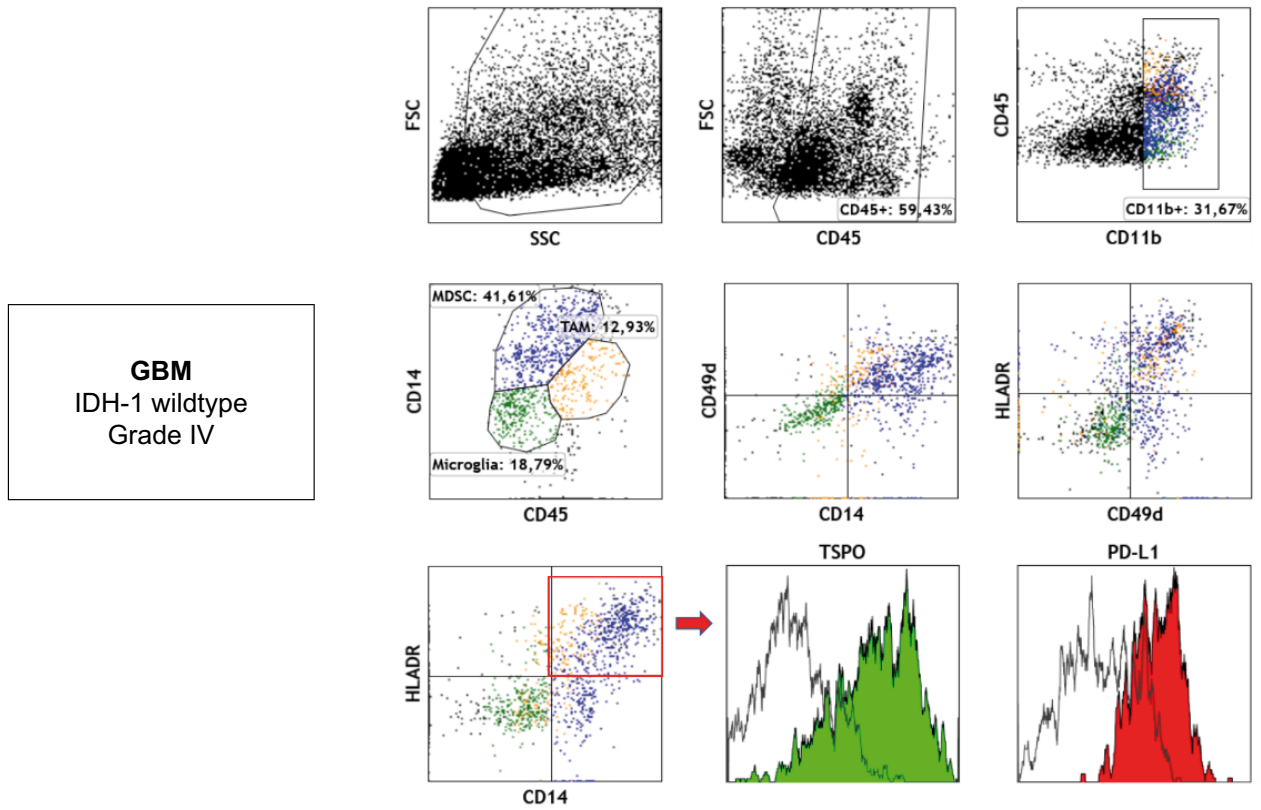 FSC
SSC
FSC
CD45+: 59,43%
CD45
CD45
CD11b+: 31,67%
CD11b
GBM
IDH-1 wildtype
Grade IV
MDSC: 41,61%
TAM: 12,93%
CD14
Microglia: 18,79%
CD45
CD49d
CD14
HLADR
CD49d
HLADR
CD14
TSPO
PD-L1